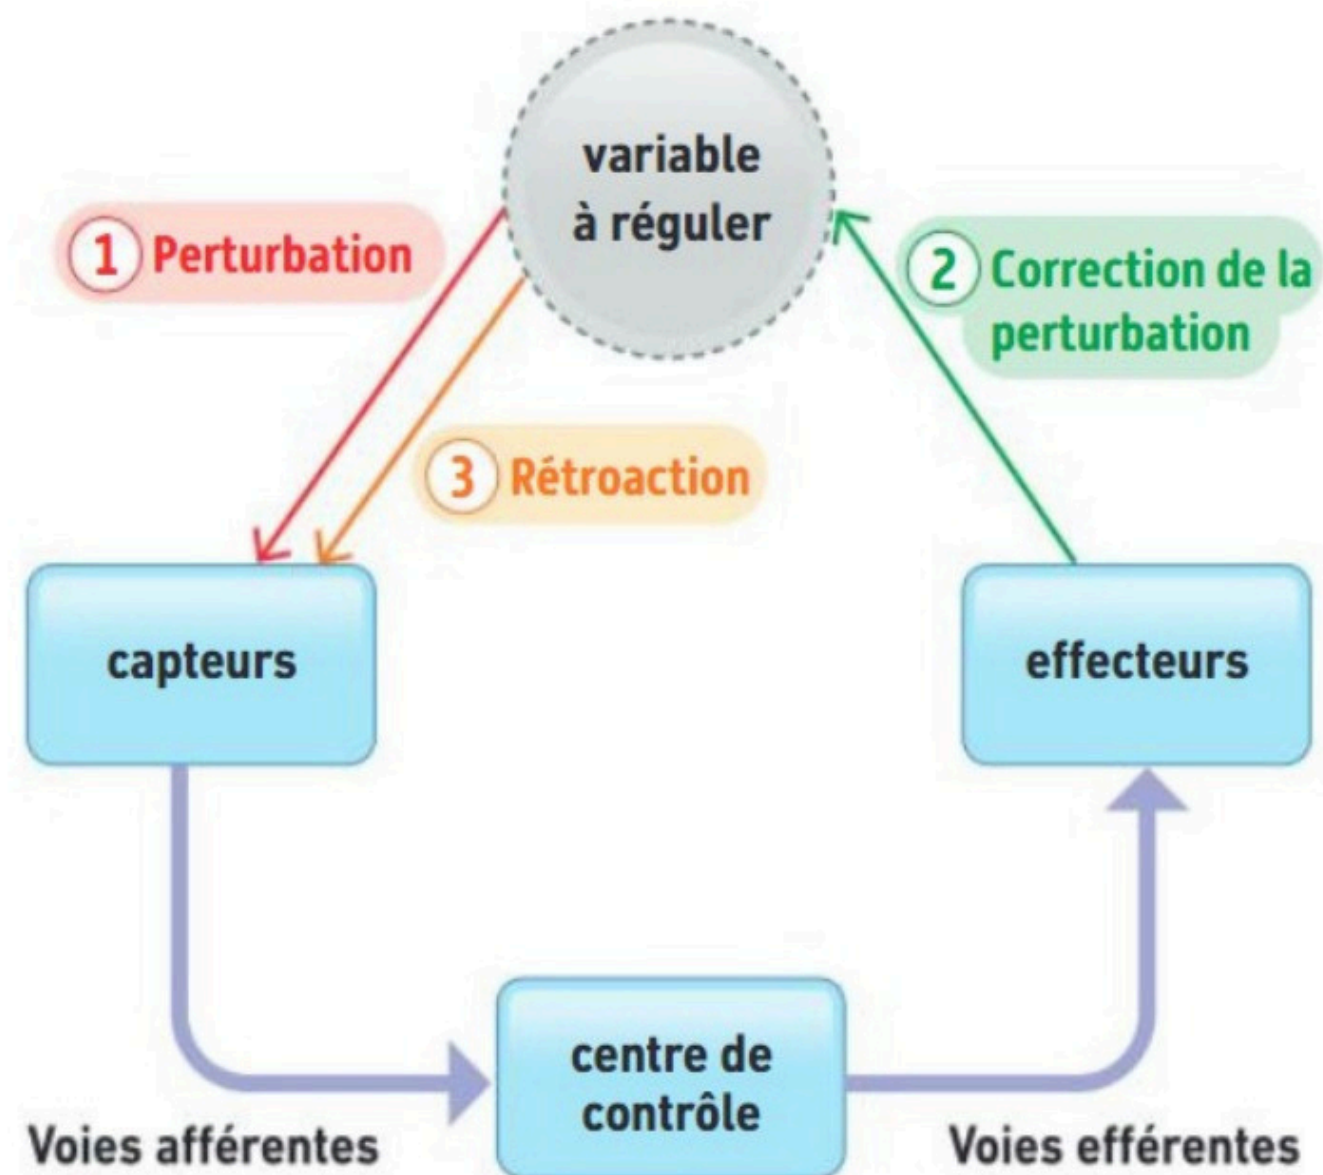 variable
à réguler
1 Perturbation
2 Correction de la
perturbation
3 Rétroaction
capteurs
effecteurs
centre de
contrôle
Voies afférentes
Voies efférentes